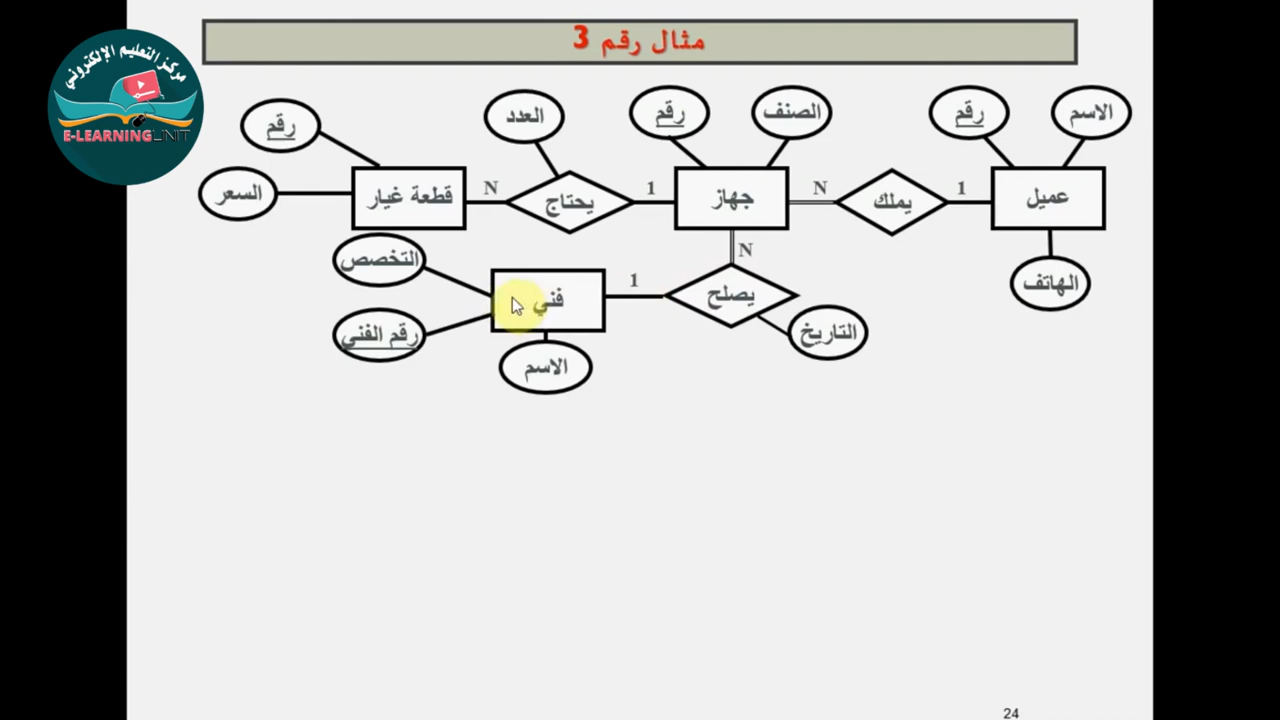 مثال رقم 3
مركز التعليم الإلكتروني
E-LEARNING UNIT
الاسم
رقم
الصنف
رقم
العدد
رقم
عميل
1
يملك
N
جهاز
1
يحتاج
N
قطعة غيار
السعر
الهاتف
N
يصلح
1
فني
التخصص
التاريخ
رقم الفني
الاسم
24